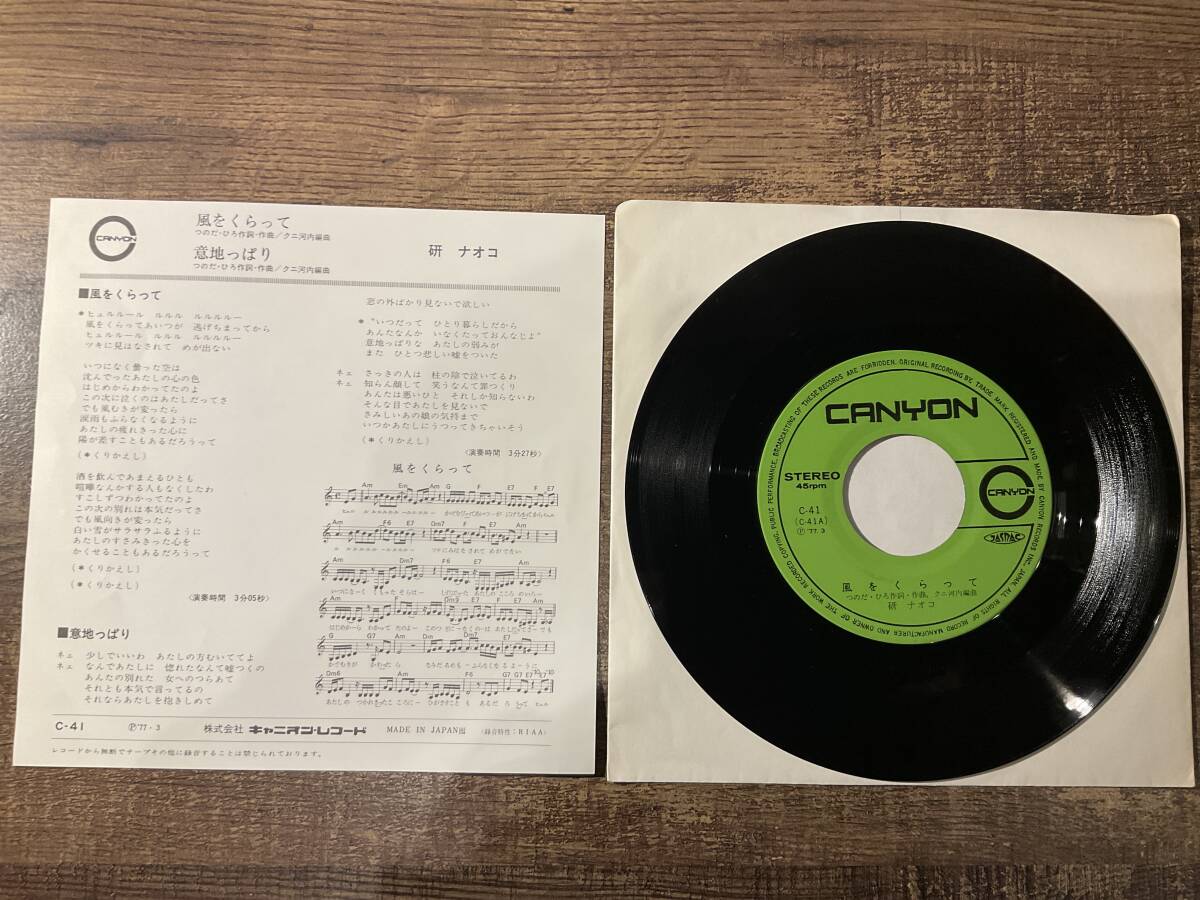 CANYON
風をくらって
つのだ・ひろ作詞・作曲/クニ河内編曲
意地っぱり
つのだ・ひろ作詞・作曲/クニ河内編曲
研 ナオコ
■風をくらって
*ヒュルルール ルルル ルルルルー
風をくらってあいつが 逃げちまってから
ヒュルルール ルルル ルルルルー
ツキに見はなされて めが出ない
いつになく曇った空は
沈んでったあたしの心の色
はじめからわかってたのよ
この次に泣くのはあたしだってさ
でも風むきが変ったら
涙雨もふらなくなるように
あたしの疲れきった心に
陽が差すこともあるだろうって
(*くりかえし)
酒を飲んであまえるひとも
喧嘩なんかする人もなくしたわ
すこしずつわかってたのよ
この次の別れは本気だってさ
でも風向きが変わったら
白い雪がサラサラふるように
あたしのすさみきった心を
かくせることもあるだろうって
(*くりかえし)
(*くりかえし)
〈演奏時間 3分05秒〉
■意地っぱり
ネェ 少しでいいわ あたしの方むいててよ
ネェ なんであたしに 惚れたなんて嘘つくの
あんたの別れた 女へのつらあて
それとも本気で言ってるの
それならあたしを抱きしめて
窓の外ばかり見ないで欲しい
*“いつだって ひとり暮らしだから
あんたなんか いなくたっておんなじよ”
意地っぱりな あたしの弱みが
また ひとつ悲しい嘘をついた
ネェ さっきの人は 柱の陰で泣いてるわ
ネェ 知らん顔して 笑うなんて罪つくり
あんたは悪いひと それしか知らないわ
そんな目であたしを見ないで
さみしいあの娘の気持まで
いつかあたしにうつってきちゃいそう
(*くりかえし)
〈演奏時間 3分27秒〉
風をくらって
Am Em Am G F E7 F E7
Am F6 E7 Dm7 G7 F E7 Am
C-41 Ⓟ'77・3 株式会社 キャニオン・レコード MADE IN JAPAN (録音特性:RIAA)
レコードから無断でテープその他に録音することは禁じられております。
CANYON
STEREO
45rpm
C-41
(C-41A)
Ⓟ '77.3
CANYON
JASRAC
風をくらって
つのだ・ひろ作詞・作曲, クニ河内編曲
研 ナオコ